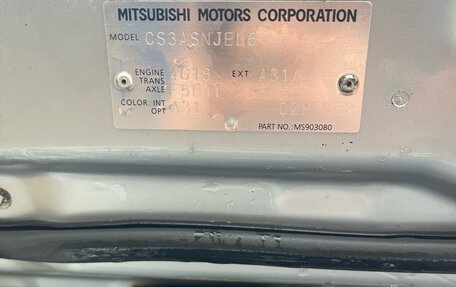 MITSUBISHI MOTORS CORPORATION
MODEL CS3ASNJEL6
ENGINE 4G18 EXT A31A
TRANS
AXLE F5M41
COLOR, INT
OPT
PART NO.: MS903080